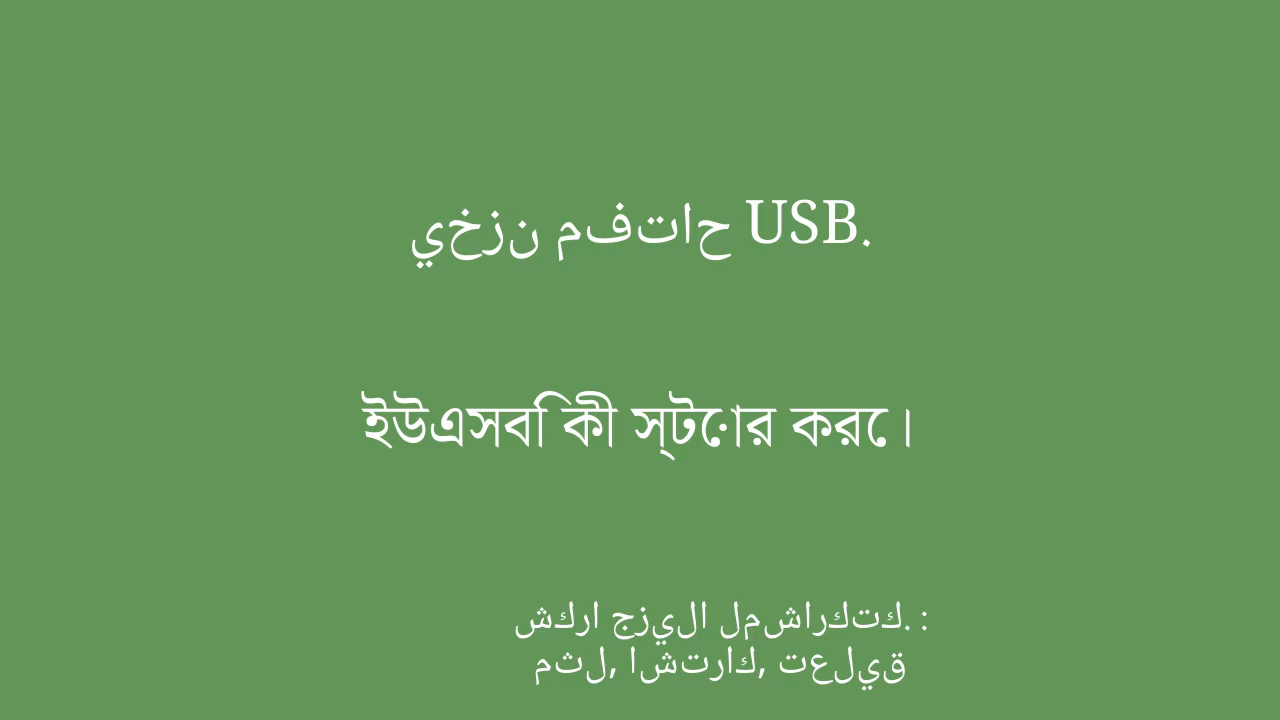 يخزن مفتاح USB.
ইউএসবি কী স্টোর করে।
شكرا جزيلا لمشاركتك. :
مثل, اشتراك, تعليق